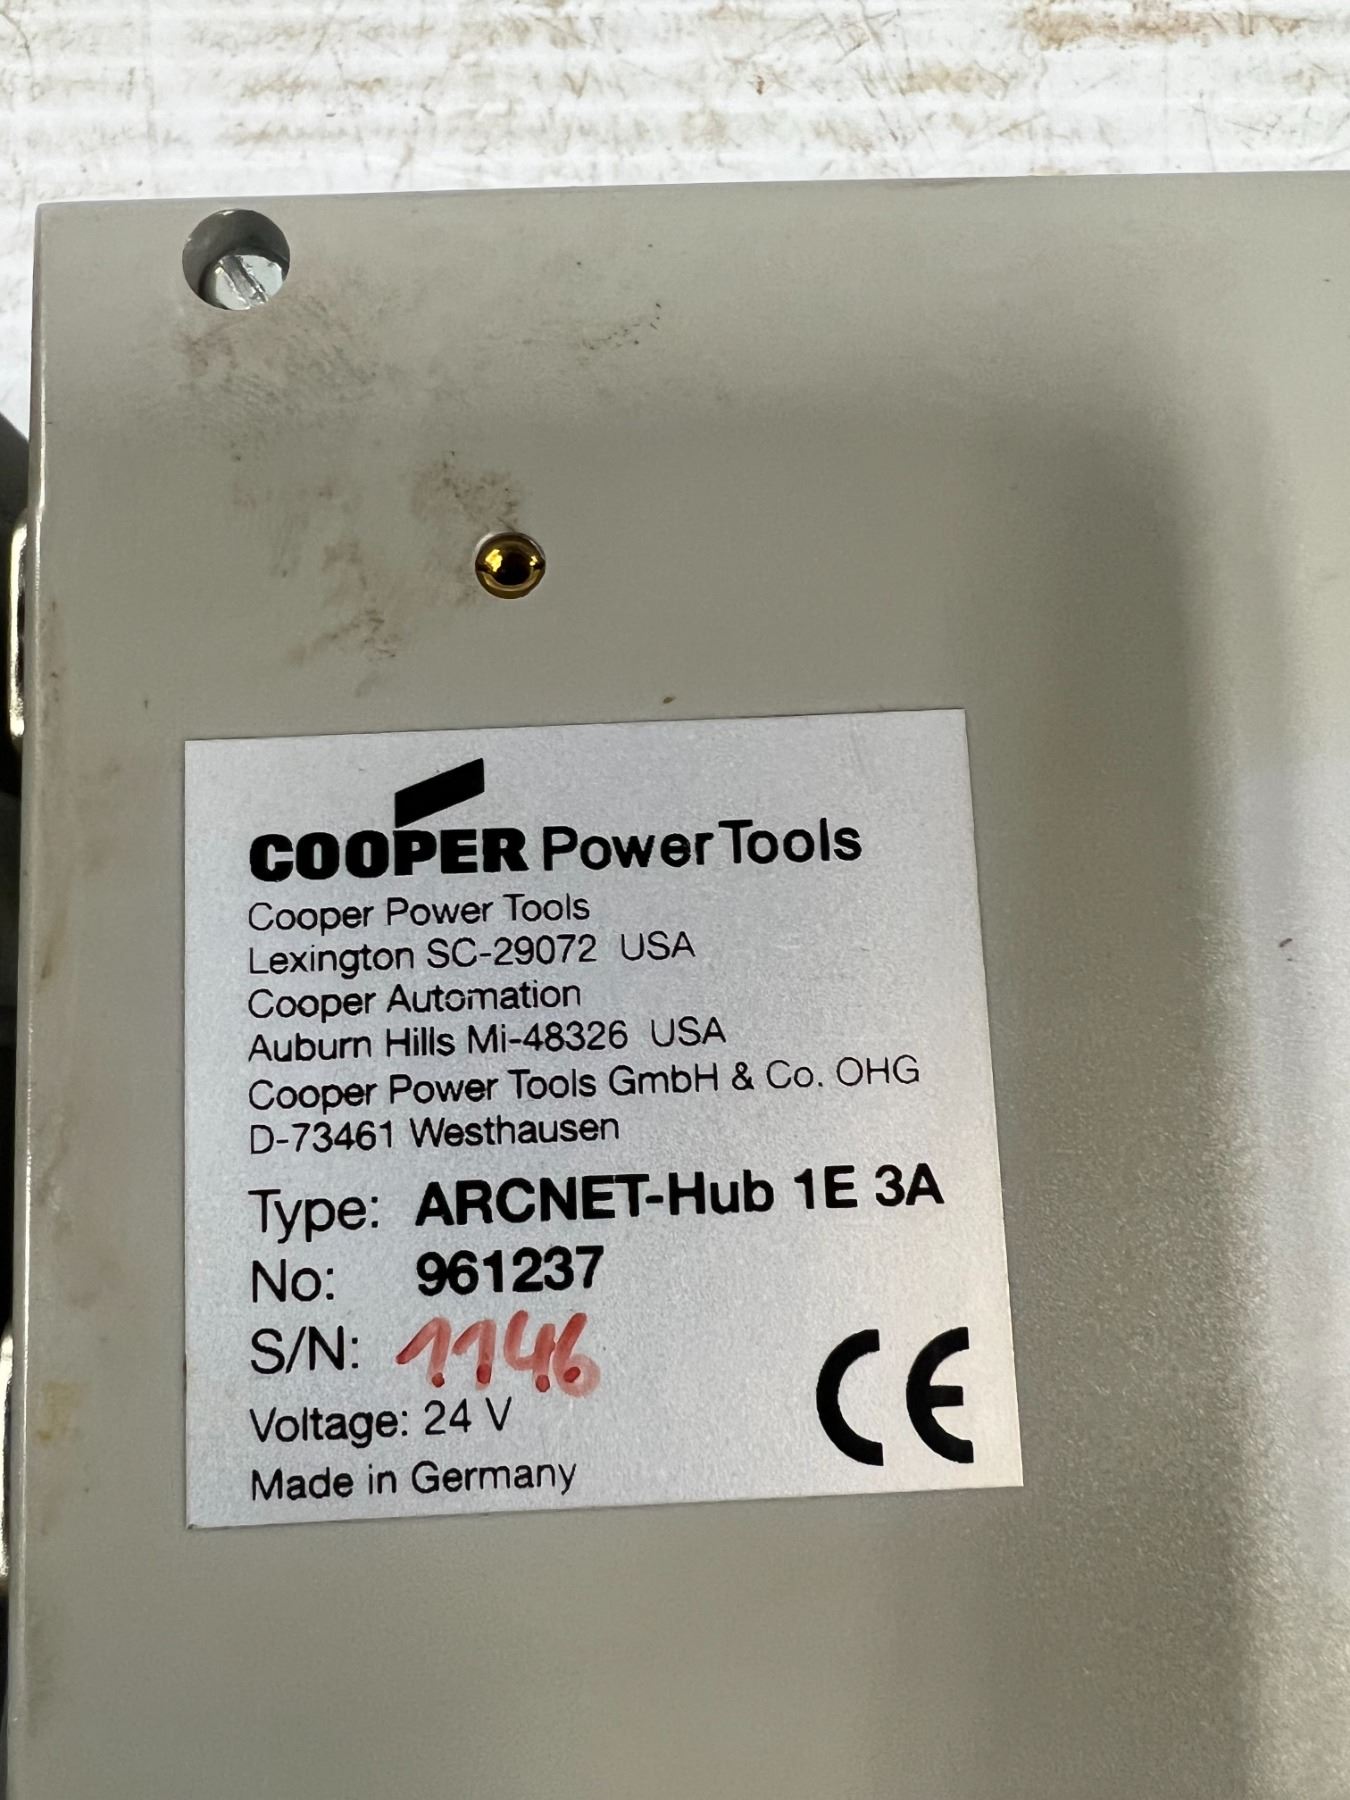 COOPER Power Tools
Cooper Power Tools
Lexington SC-29072 USA
Cooper Automation
Auburn Hills Mi-48326 USA
Cooper Power Tools GmbH & Co. OHG
D-73461 Westhausen
Type: ARCNET-Hub 1E 3A
No: 961237
S/N: 1146
Voltage: 24 V
Made in Germany
CE